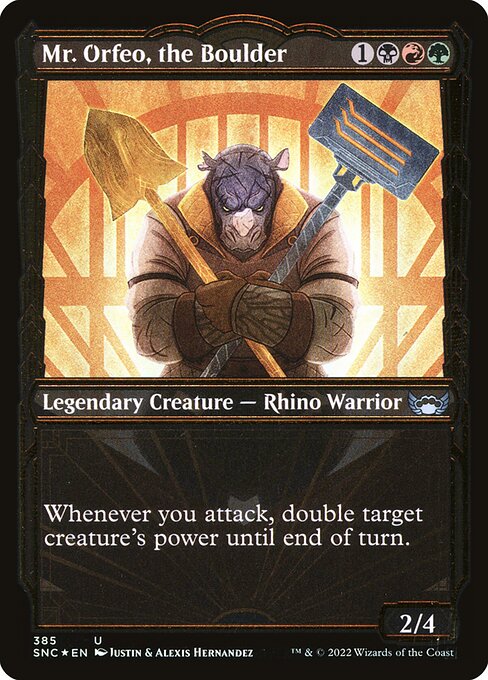 Mr. Orfeo, the Boulder 1
Legendary Creature — Rhino Warrior
Whenever you attack, double target
creature's power until end of turn.
2/4
385 U
SNC★EN Justin & Alexis Hernandez ™ & © 2022 Wizards of the Coast